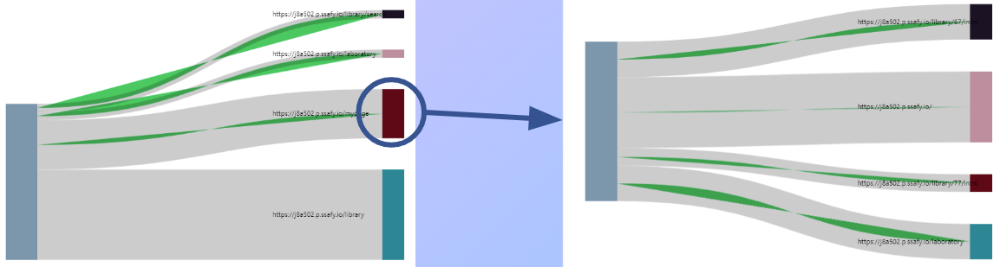 https://j8a502.p.ssafy.io/library/search
https://j8a502.p.ssafy.io/laboratory
https://j8a502.p.ssafy.io/mypage
https://j8a502.p.ssafy.io/library
https://j8a502.p.ssafy.io/library/67/intro
https://j8a502.p.ssafy.io/
https://j8a502.p.ssafy.io/library/77/intro
https://j8a502.p.ssafy.io/laboratory